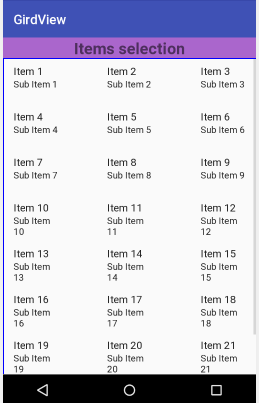 GirdView
Items selection
Item 1 Item 2 Item 3
Sub Item 1 Sub Item 2 Sub Item 3
Item 4 Item 5 Item 6
Sub Item 4 Sub Item 5 Sub Item 6
Item 7 Item 8 Item 9
Sub Item 7 Sub Item 8 Sub Item 9
Item 10 Item 11 Item 12
Sub Item Sub Item Sub Item
10 11 12
Item 13 Item 14 Item 15
Sub Item Sub Item Sub Item
13 14 15
Item 16 Item 17 Item 18
Sub Item Sub Item Sub Item
16 17 18
Item 19 Item 20 Item 21
Sub Item Sub Item Sub Item
19 20 21